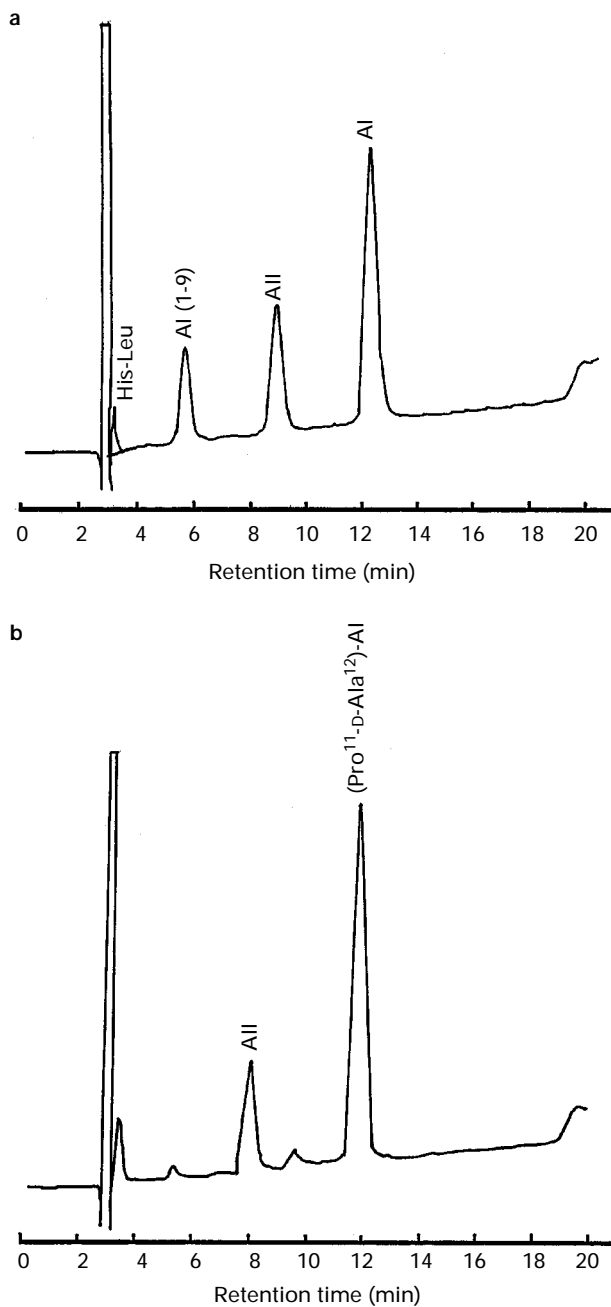 a
His-Leu
AI (1-9)
AII
AI
0 2 4 6 8 10 12 14 16 18 20
Retention time (min)
b
AII
(Pro¹¹-D-Ala¹²)-AI
0 2 4 6 8 10 12 14 16 18 20
Retention time (min)